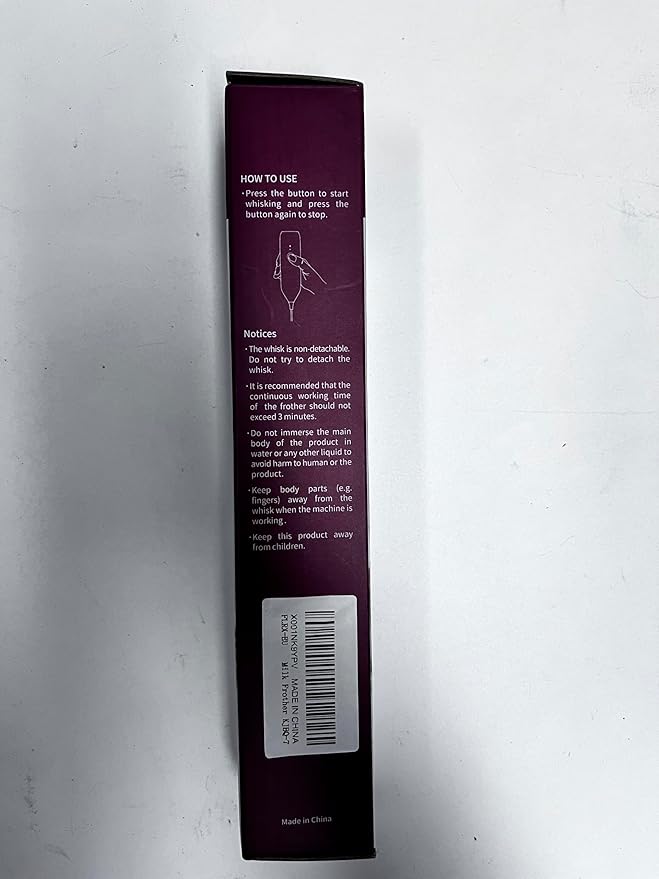 HOW TO USE
·Press the button to start
whisking and press the
button again to stop.
Notices
·The whisk is non-detachable.
Do not try to detach the
whisk.
·It is recommended that the
continuous working time
of the frother should not
exceed 3 minutes.
·Do not immerse the main
body of the product in
water or any other liquid to
avoid harm to human or the
product.
·Keep body parts (e.g.
fingers) away from the
whisk when the machine is
working.
·Keep this product away
from children.
X001NK9YPV MADE IN CHINA
Milk Frother KJBQ-7
Made in China